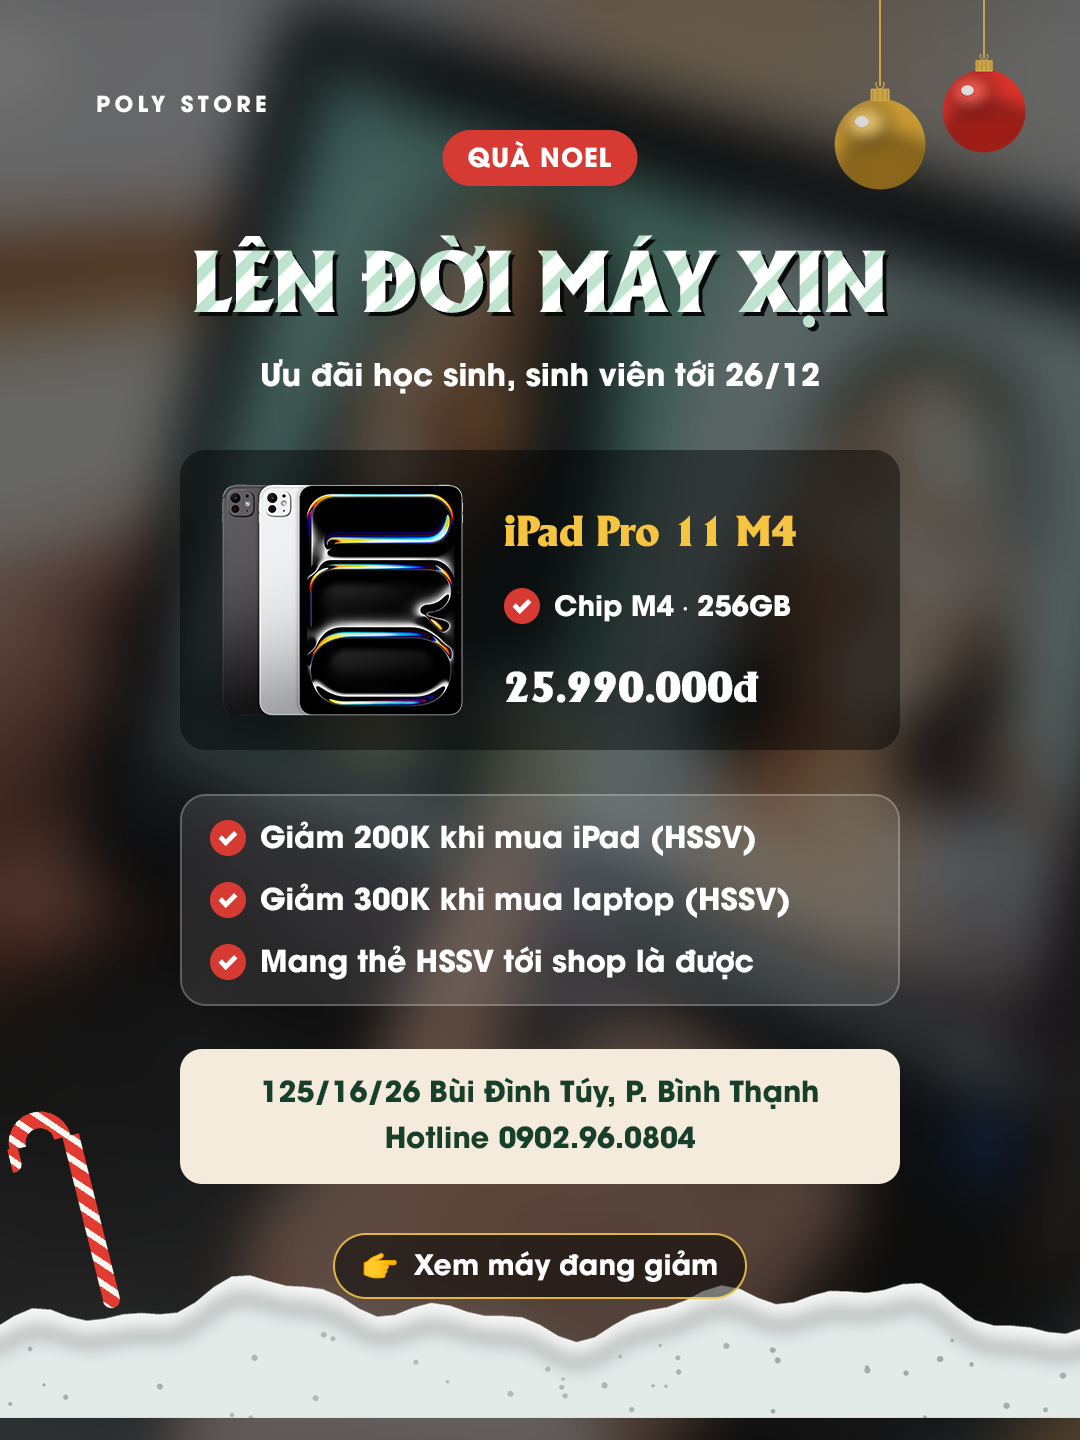 POLY STORE
QUÀ NOEL
LÊN ĐỜI MÁY XỊN
Ưu đãi học sinh, sinh viên tới 26/12
iPad Pro 11 M4
Chip M4 · 256GB
25.990.000đ
Giảm 200K khi mua iPad (HSSV)
Giảm 300K khi mua laptop (HSSV)
Mang thẻ HSSV tới shop là được
125/16/26 Bùi Đình Túy, P. Bình Thạnh
Hotline 0902.96.0804
👉 Xem máy đang giảm